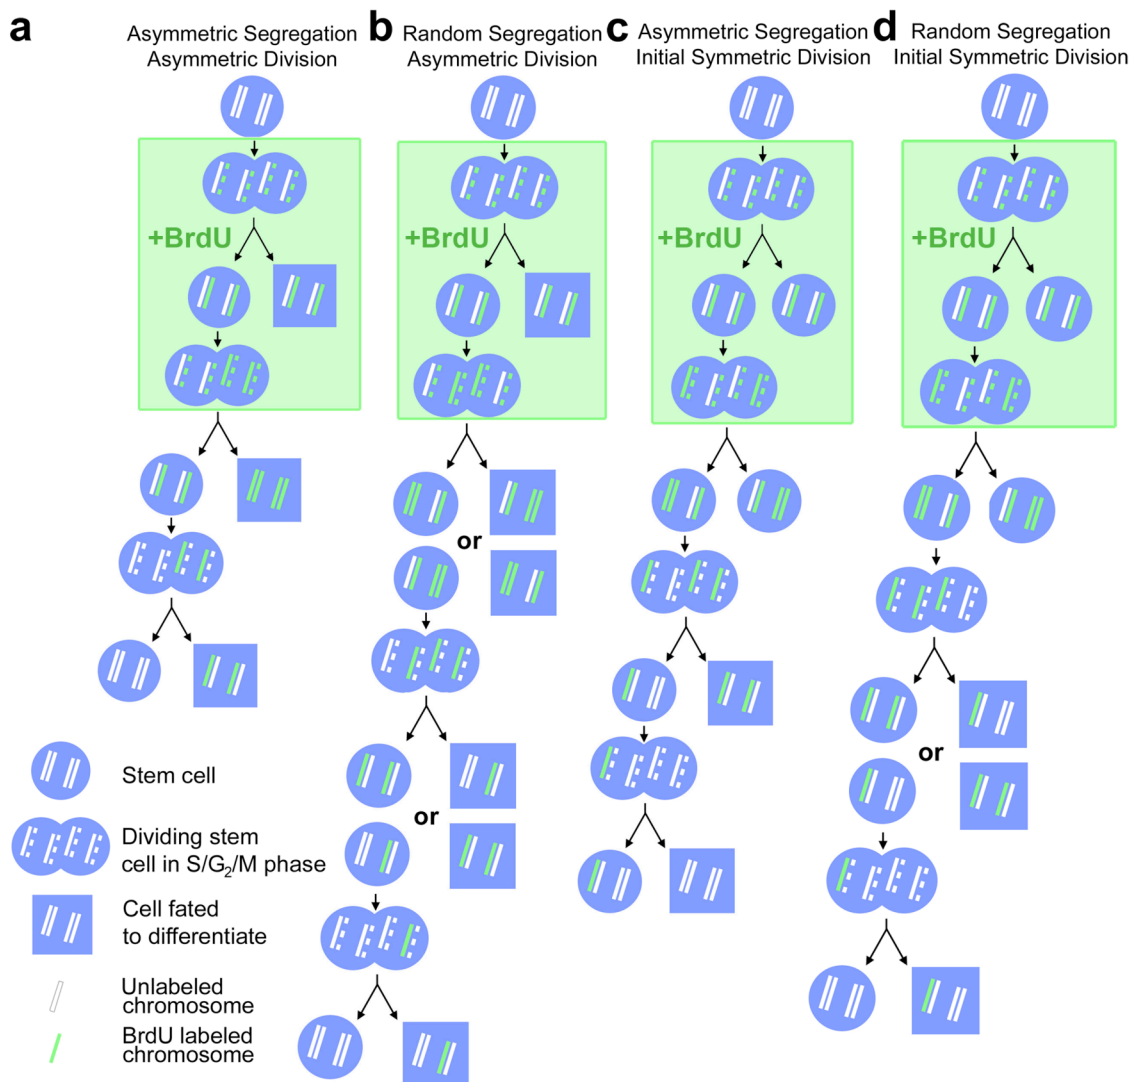 a
Asymmetric Segregation
Asymmetric Division
b
Random Segregation
Asymmetric Division
c
Asymmetric Segregation
Initial Symmetric Division
d
Random Segregation
Initial Symmetric Division
+BrdU
+BrdU
+BrdU
+BrdU
or
or
or
Stem cell
Dividing stem
cell in S/G₂/M phase
Cell fated
to differentiate
Unlabeled
chromosome
BrdU labeled
chromosome